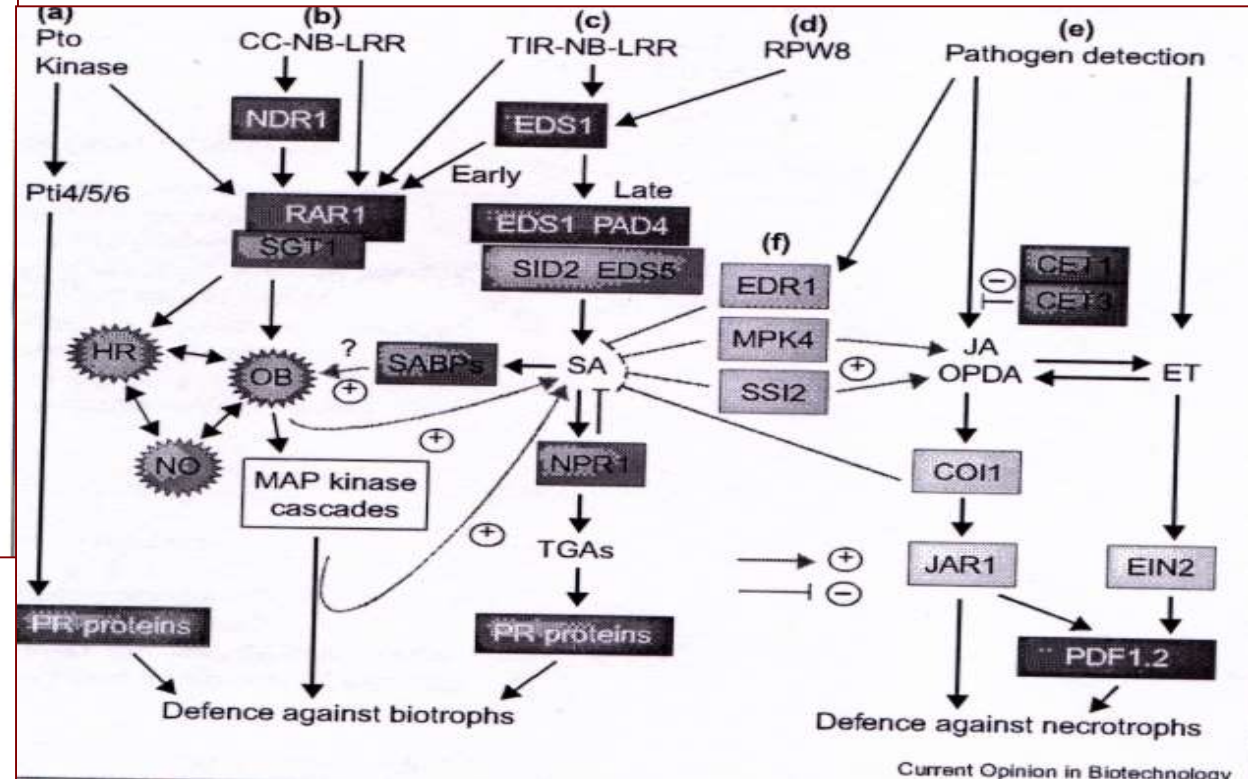 (a)
Pto
Kinase
(b)
CC-NB-LRR
(c)
TIR-NB-LRR
(d)
RPW8
(e)
Pathogen detection
NDR1
EDS1
Pti4/5/6
Early
Late
RAR1
SGT1
EDS1 PAD4
SID2 EDS5
(f)
EDR1
MPK4
SSI2
CET1
CET3
−
HR
OB
NO
?
+
SABPs
SA
+
JA
OPDA
ET
+
MAP kinase
cascades
NPR1
COI1
+
TGAs
+
−
JAR1
EIN2
PR proteins
PR proteins
PDF1.2
Defence against biotrophs
Defence against necrotrophs
Current Opinion in Biotechnology